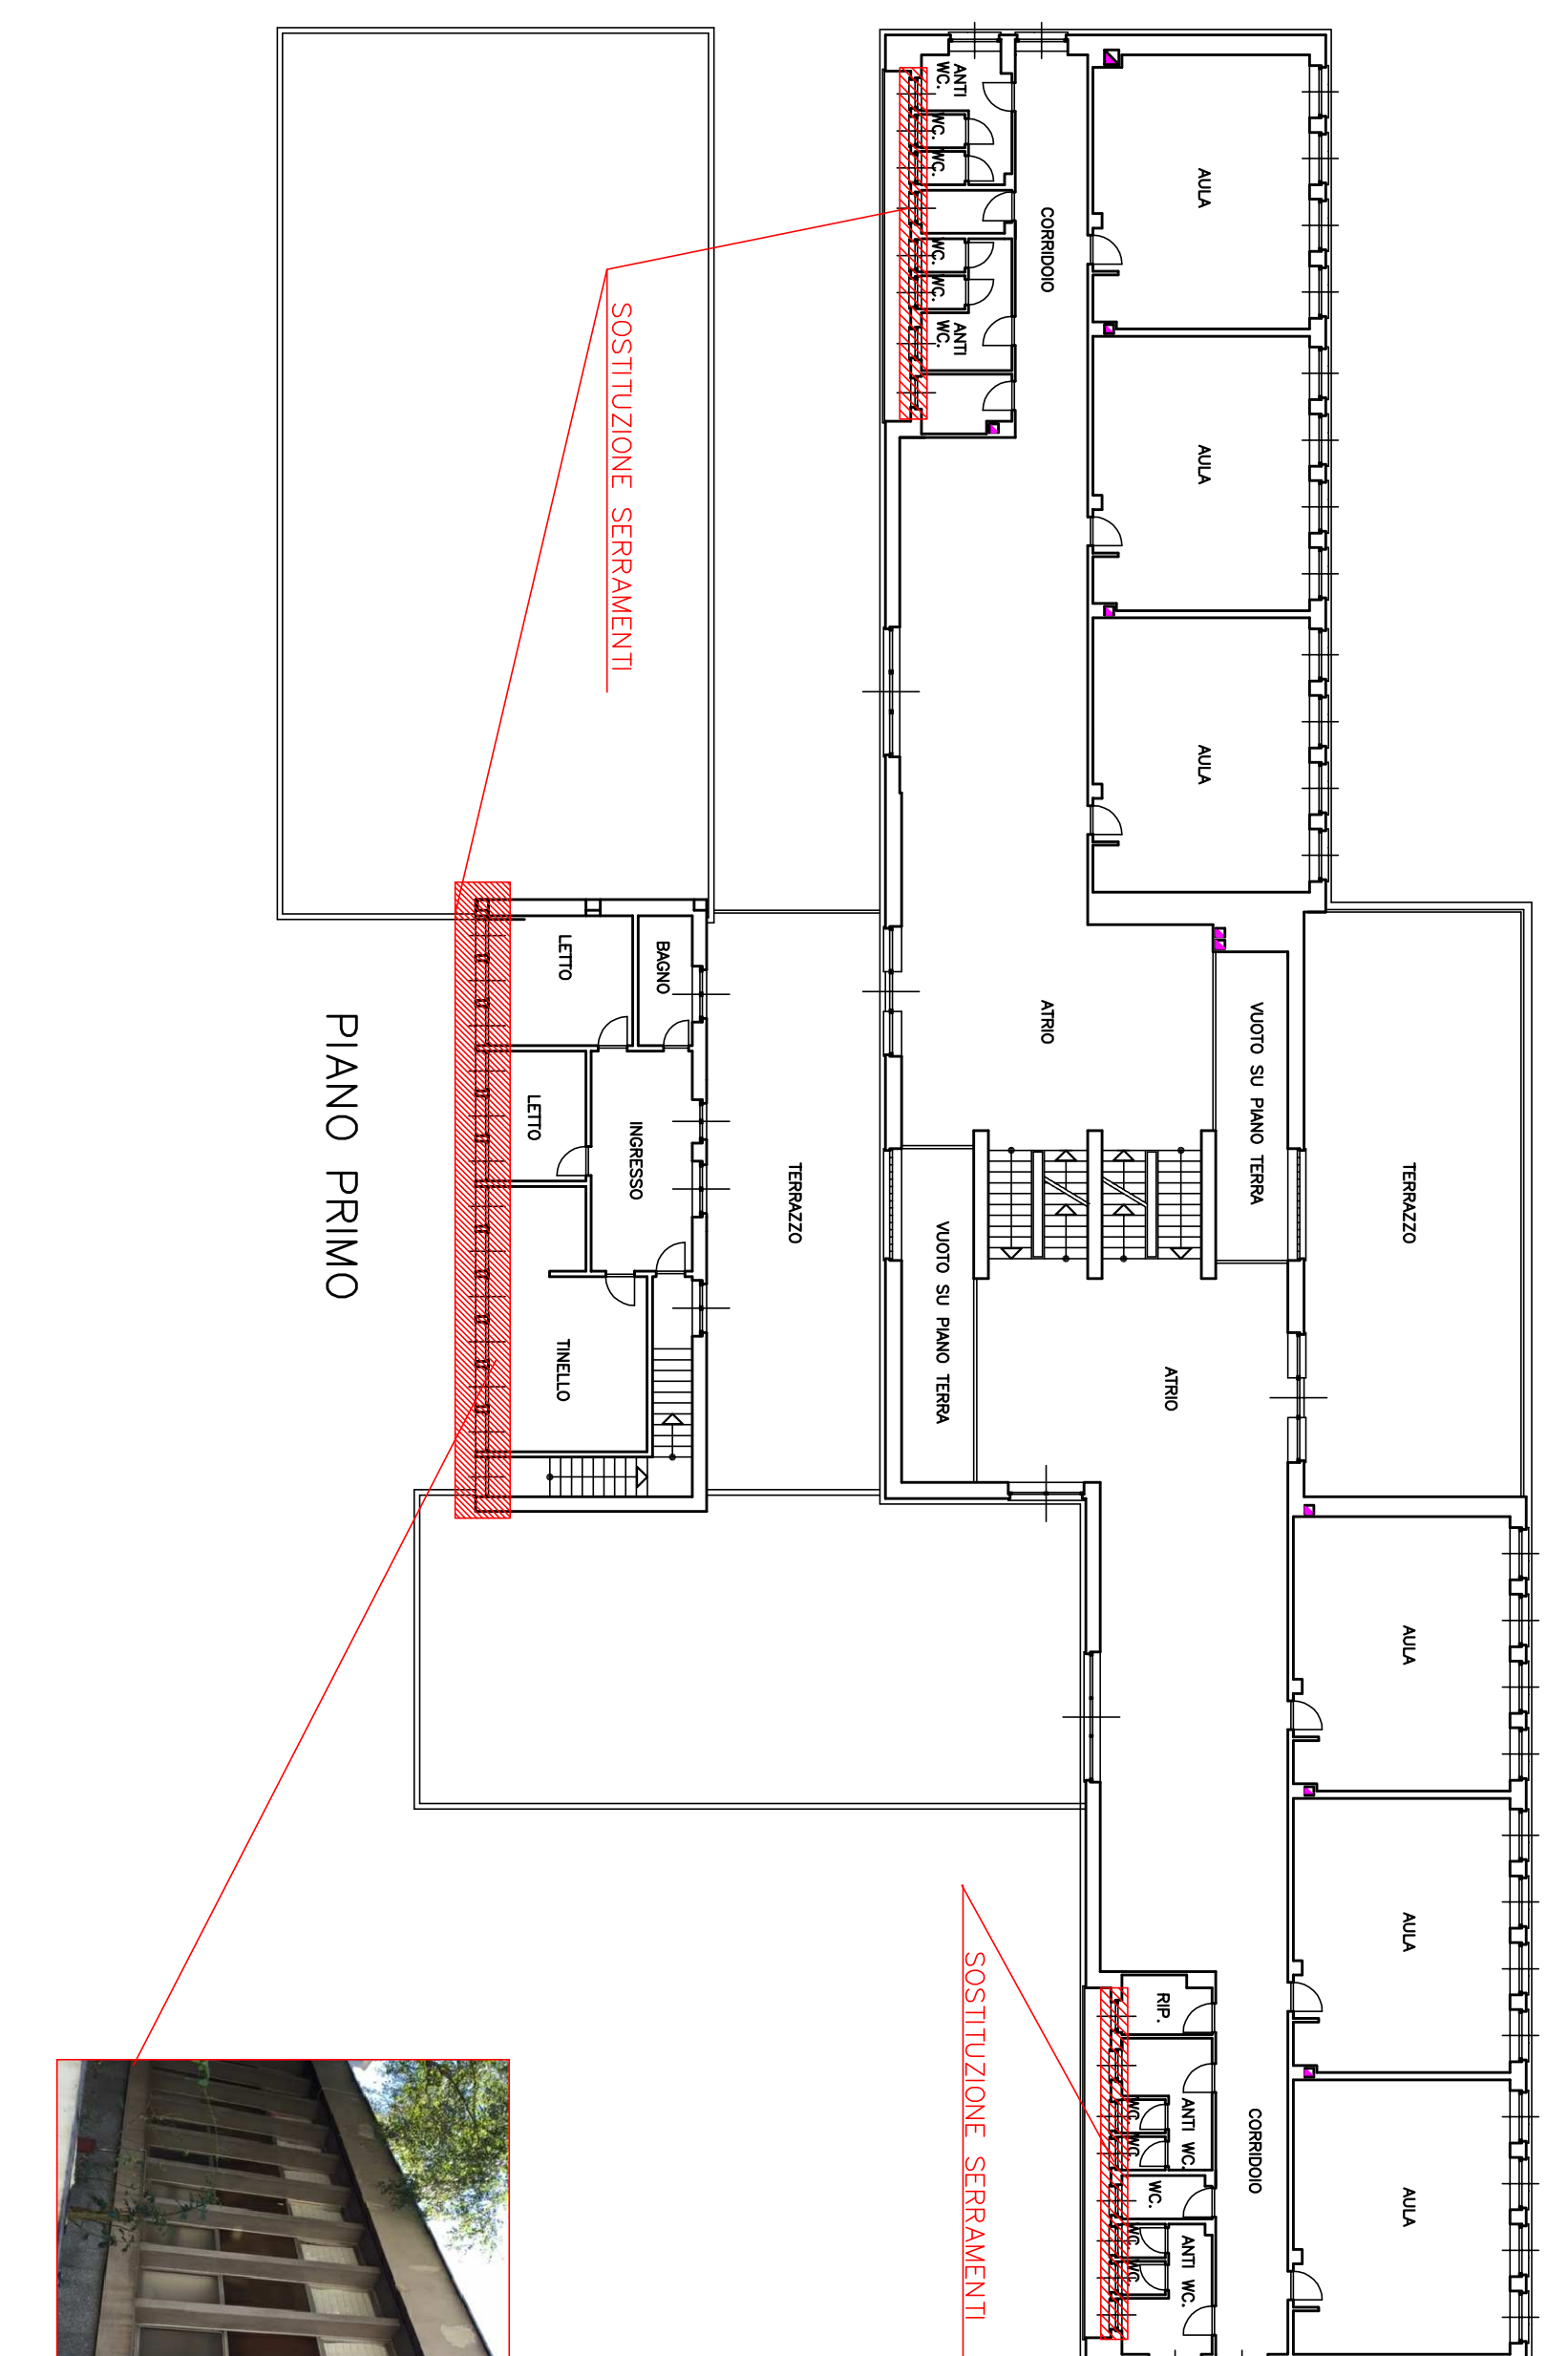 TERRAZZO
AULA
AULA
AULA
VUOTO SU PIANO TERRA
CORRIDOIO
AULA
AULA
AULA
ATRIO
RIP.
ANTI WC.
WC.
WC.
WC.
ANTI WC.
WC.
WC.
CORRIDOIO
ATRIO
ANTI
WC.
WC.
WC.
WC.
WC.
ANTI
WC.
VUOTO SU PIANO TERRA
SOSTITUZIONE SERRAMENTI
TERRAZZO
BAGNO
INGRESSO
SOSTITUZIONE SERRAMENTI
LETTO
TINELLO
LETTO
PIANO PRIMO